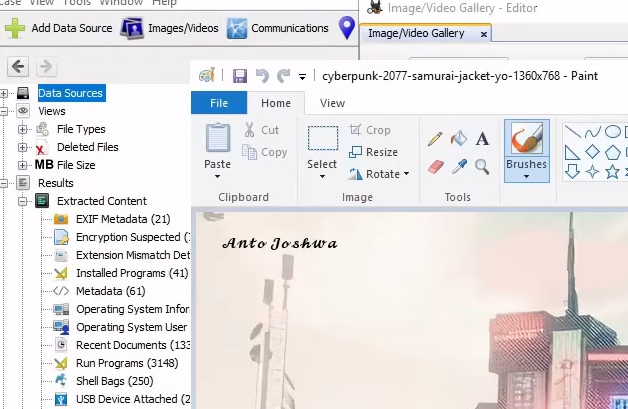 Case View Tools Window Help
Add Data Source Images/Videos Communications
Image/Video Gallery - Editor
Image/Video Gallery x
Data Sources
Views
File Types
Deleted Files
MB File Size
Results
Extracted Content
EXIF Metadata (21)
Encryption Suspected (
Extension Mismatch Det
Installed Programs (41)
Metadata (61)
Operating System Infor
Operating System User
Recent Documents (133
Run Programs (3148)
Shell Bags (250)
USB Device Attached (2
cyberpunk-2077-samurai-jacket-yo-1360x768 - Paint
File Home View
Paste
Cut
Copy
Clipboard
Select
Crop
Resize
Rotate
Image
A
Tools
Brushes
Anto Joshwa